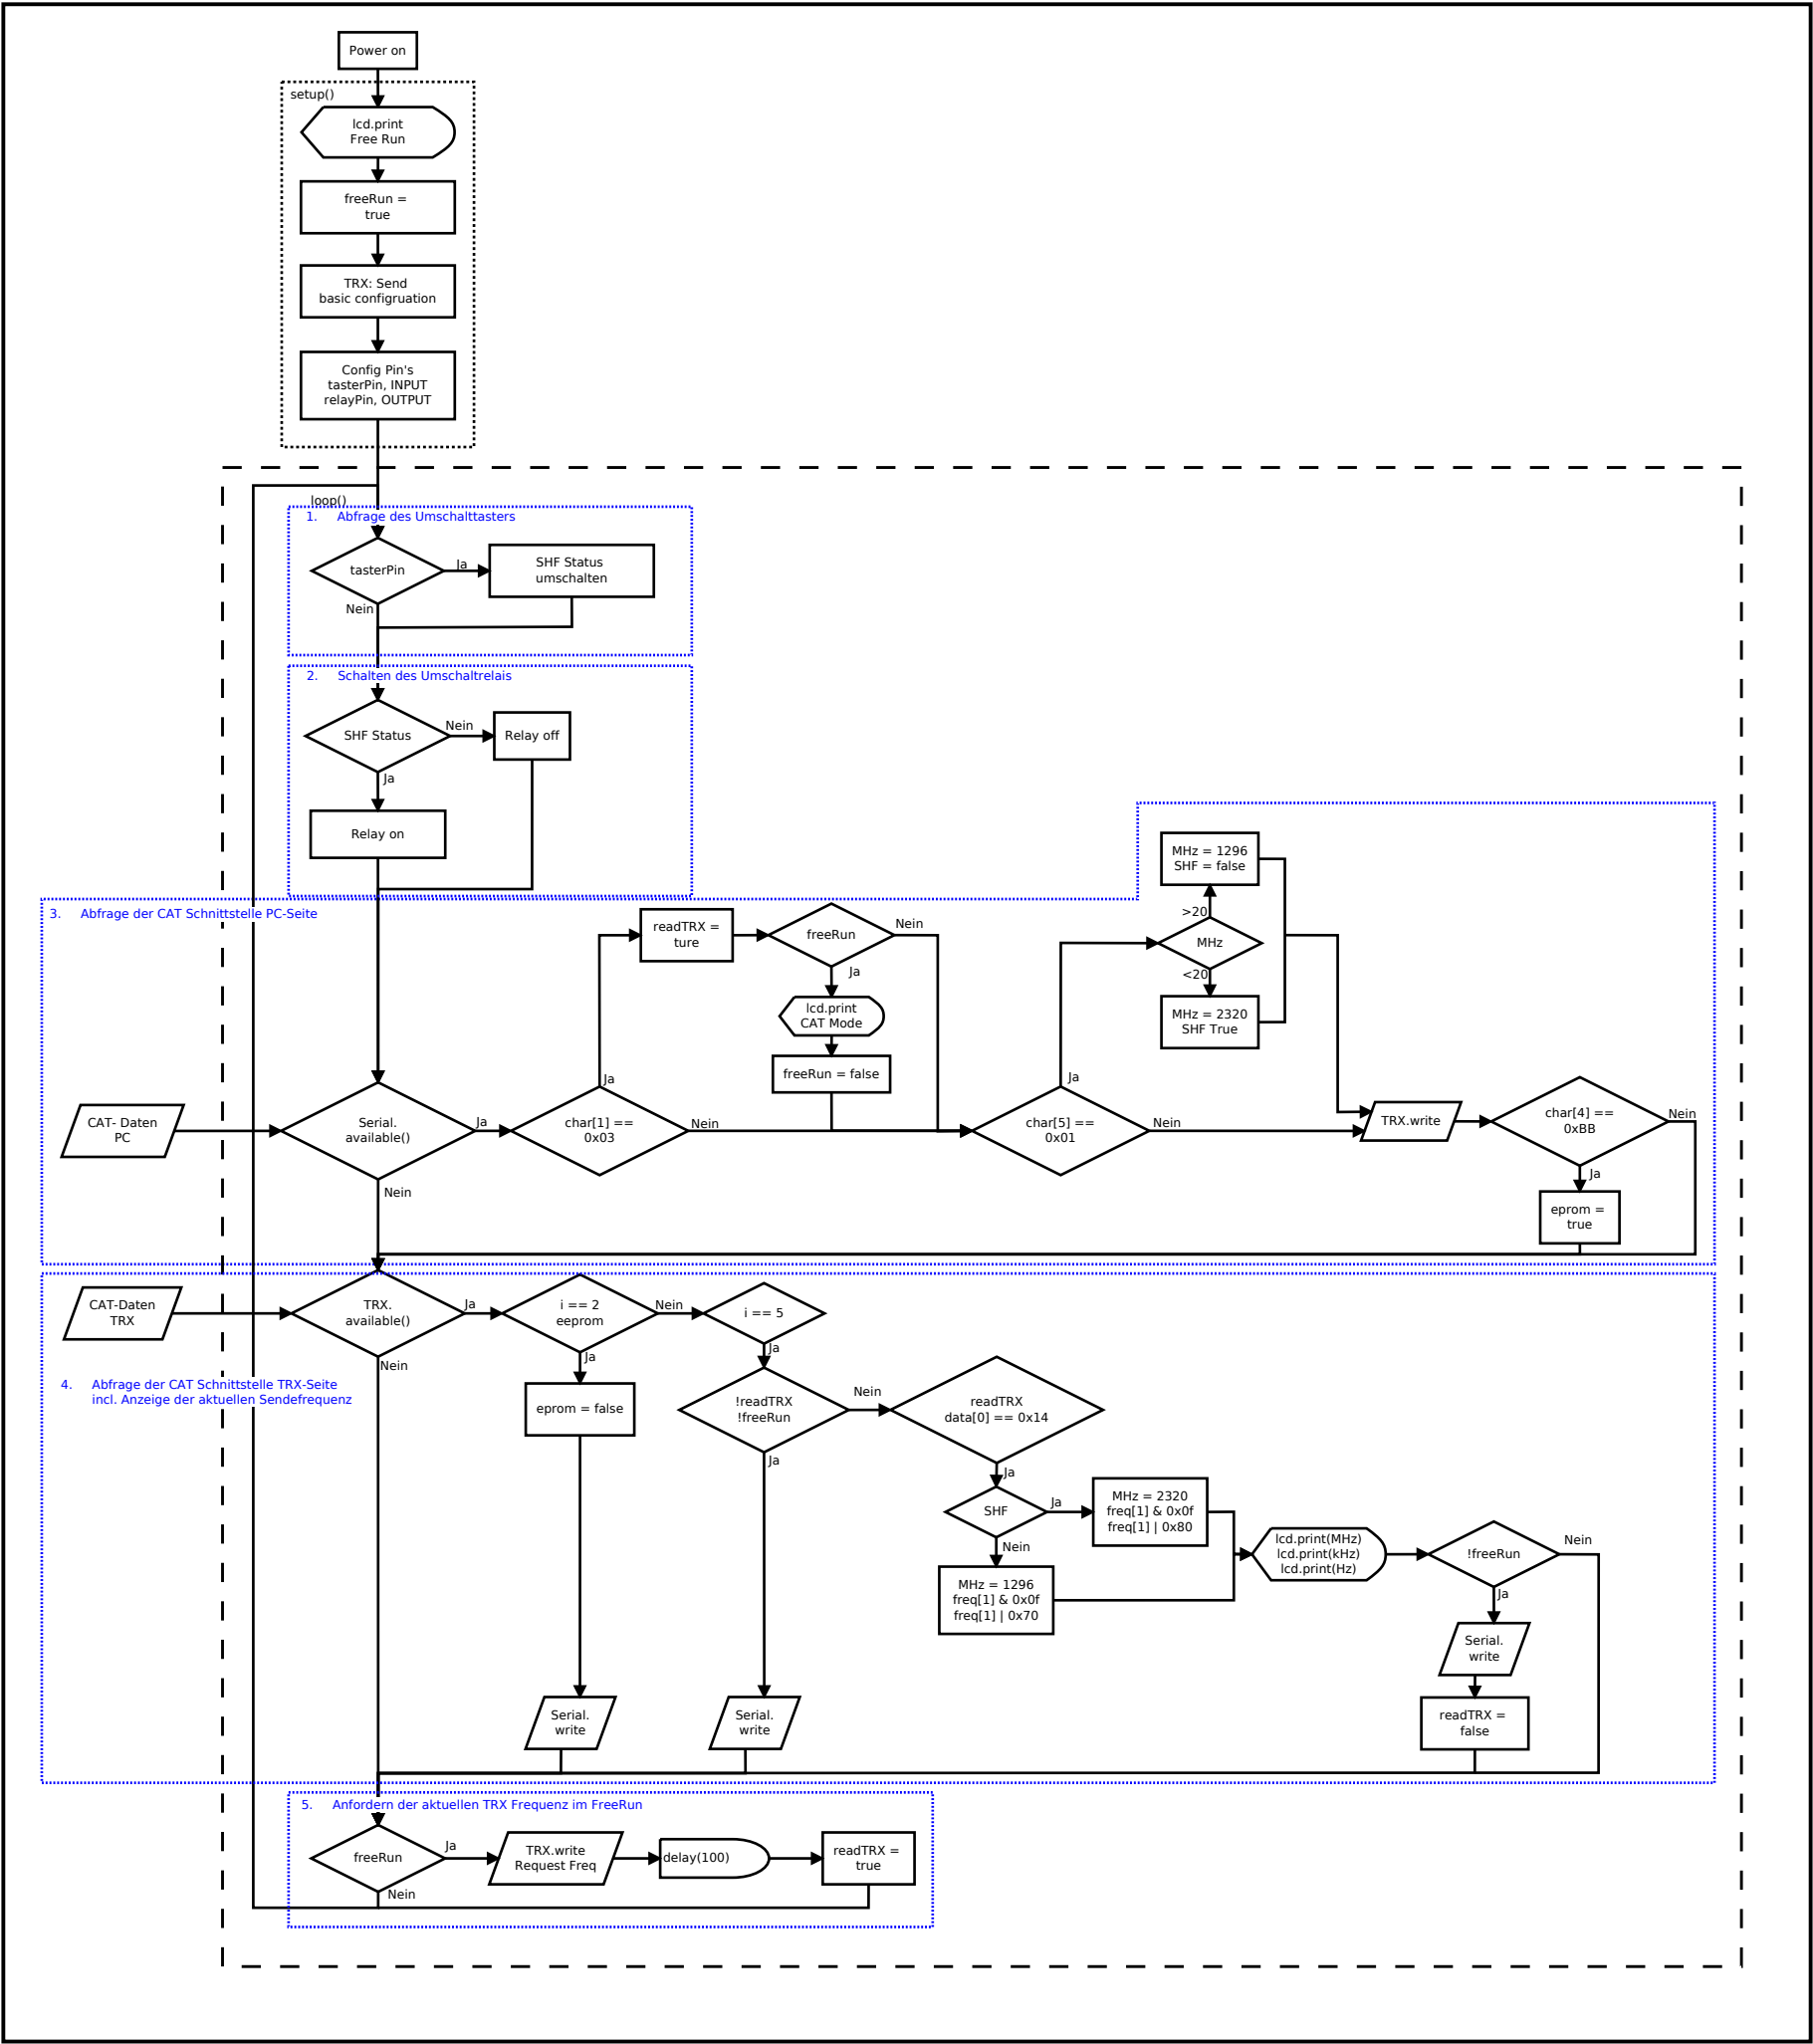 Power on
setup()
lcd.print
Free Run
freeRun =
true
TRX: Send
basic configruation
Config Pin's
tasterPin, INPUT
relayPin, OUTPUT
loop()
1. Abfrage des Umschalttasters
tasterPin
Ja
SHF Status
umschalten
Nein
2. Schalten des Umschaltrelais
SHF Status
Nein
Relay off
Ja
Relay on
3. Abfrage der CAT Schnittstelle PC-Seite
CAT- Daten
PC
Serial.
available()
Ja
Nein
char[1] ==
0x03
Ja
Nein
readTRX =
ture
freeRun
Nein
Ja
lcd.print
CAT Mode
freeRun = false
char[5] ==
0x01
Ja
Nein
MHz = 1296
SHF = false
>20
MHz
<20
MHz = 2320
SHF True
TRX.write
char[4] ==
0xBB
Nein
Ja
eprom =
true
CAT-Daten
TRX
TRX.
available()
Ja
Nein
4. Abfrage der CAT Schnittstelle TRX-Seite
incl. Anzeige der aktuellen Sendefrequenz
i == 2
eeprom
Nein
Ja
eprom = false
Serial.
write
i == 5
Ja
!readTRX
!freeRun
Nein
Ja
Serial.
write
readTRX
data[0] == 0x14
Ja
SHF
Ja
Nein
MHz = 2320
freq[1] & 0x0f
freq[1] | 0x80
MHz = 1296
freq[1] & 0x0f
freq[1] | 0x70
lcd.print(MHz)
lcd.print(kHz)
lcd.print(Hz)
!freeRun
Nein
Ja
Serial.
write
readTRX =
false
5. Anfordern der aktuellen TRX Frequenz im FreeRun
freeRun
Ja
Nein
TRX.write
Request Freq
delay(100)
readTRX =
true